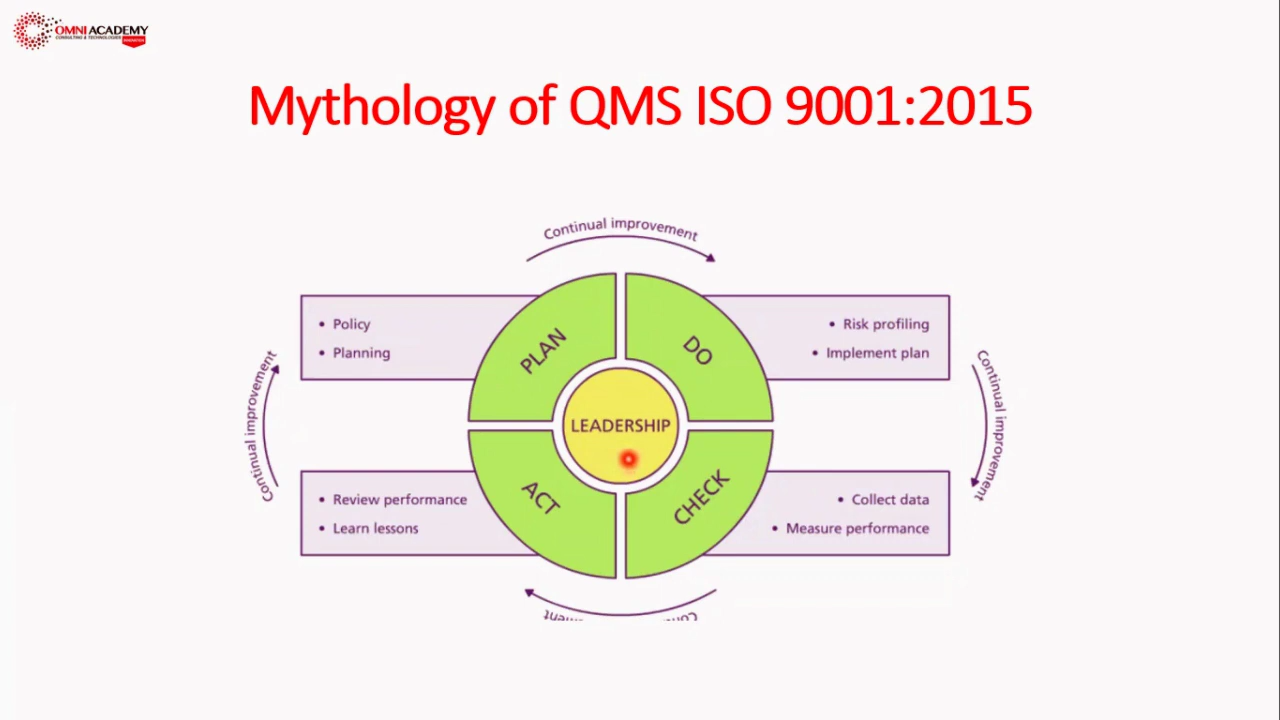 OMNI ACADEMY
CONSULTING & TECHNOLOGIES
Mythology of QMS ISO 9001:2015
Continual improvement
• Policy
• Planning
PLAN
DO
• Risk profiling
• Implement plan
Continual improvement
LEADERSHIP
Continual improvement
• Review performance
• Learn lessons
ACT
CHECK
• Collect data
• Measure performance